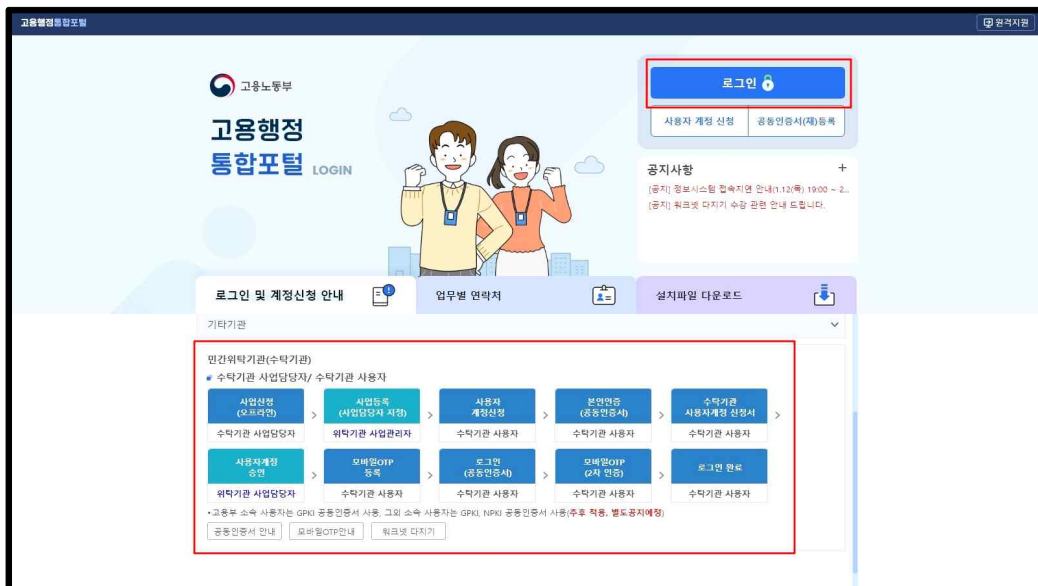 고용행정통합포털
원격지원
고용노동부
로그인
고용행정
통합포털 LOGIN
사용자 계정 신청
공동인증서(재)등록
공지사항 +
[공지] 정보시스템 접속지연 안내(1.12(목) 19:00 ~ 2...
[공지] 워크넷 다지기 수강 관련 안내 드립니다.
로그인 및 계정신청 안내
업무별 연락처
설치파일 다운로드
기타기관
민간위탁기관(수탁기관)
수탁기관 사업담당자/ 수탁기관 사용자
사업신청
(오프라인)
수탁기관 사업담당자
>
사업등록
(사업담당자 지정)
위탁기관 사업관리자
>
사용자
계정신청
수탁기관 사용자
>
본인인증
(공동인증서)
수탁기관 사용자
>
수탁기관
사용자계정 신청서
수탁기관 사용자
>
사용자계정
승인
위탁기관 사업담당자
>
모바일OTP
등록
수탁기관 사용자
>
로그인
(공동인증서)
수탁기관 사용자
>
모바일OTP
(2차 인증)
수탁기관 사용자
>
로그인 완료
수탁기관 사용자
•고용부 소속 사용자는 GPKI 공동인증서 사용, 그외 소속 사용자는 GPKI, NPKI 공동인증서 사용(추후 적용, 별도공지예정)
공동인증서 안내
모바일OTP안내
워크넷 다지기